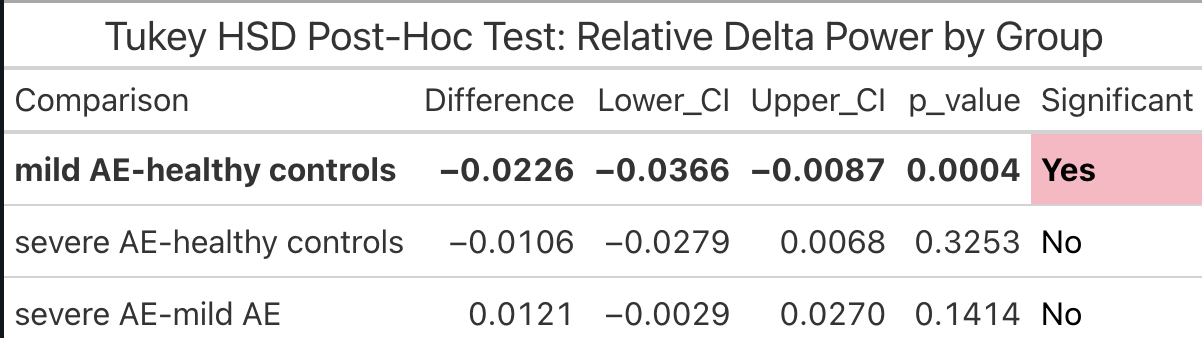 Tukey HSD Post-Hoc Test: Relative Delta Power by Group
Comparison Difference Lower_CI Upper_CI p_value Significant
mild AE-healthy controls −0.0226 −0.0366 −0.0087 0.0004 Yes
severe AE-healthy controls −0.0106 −0.0279 0.0068 0.3253 No
severe AE-mild AE 0.0121 −0.0029 0.0270 0.1414 No